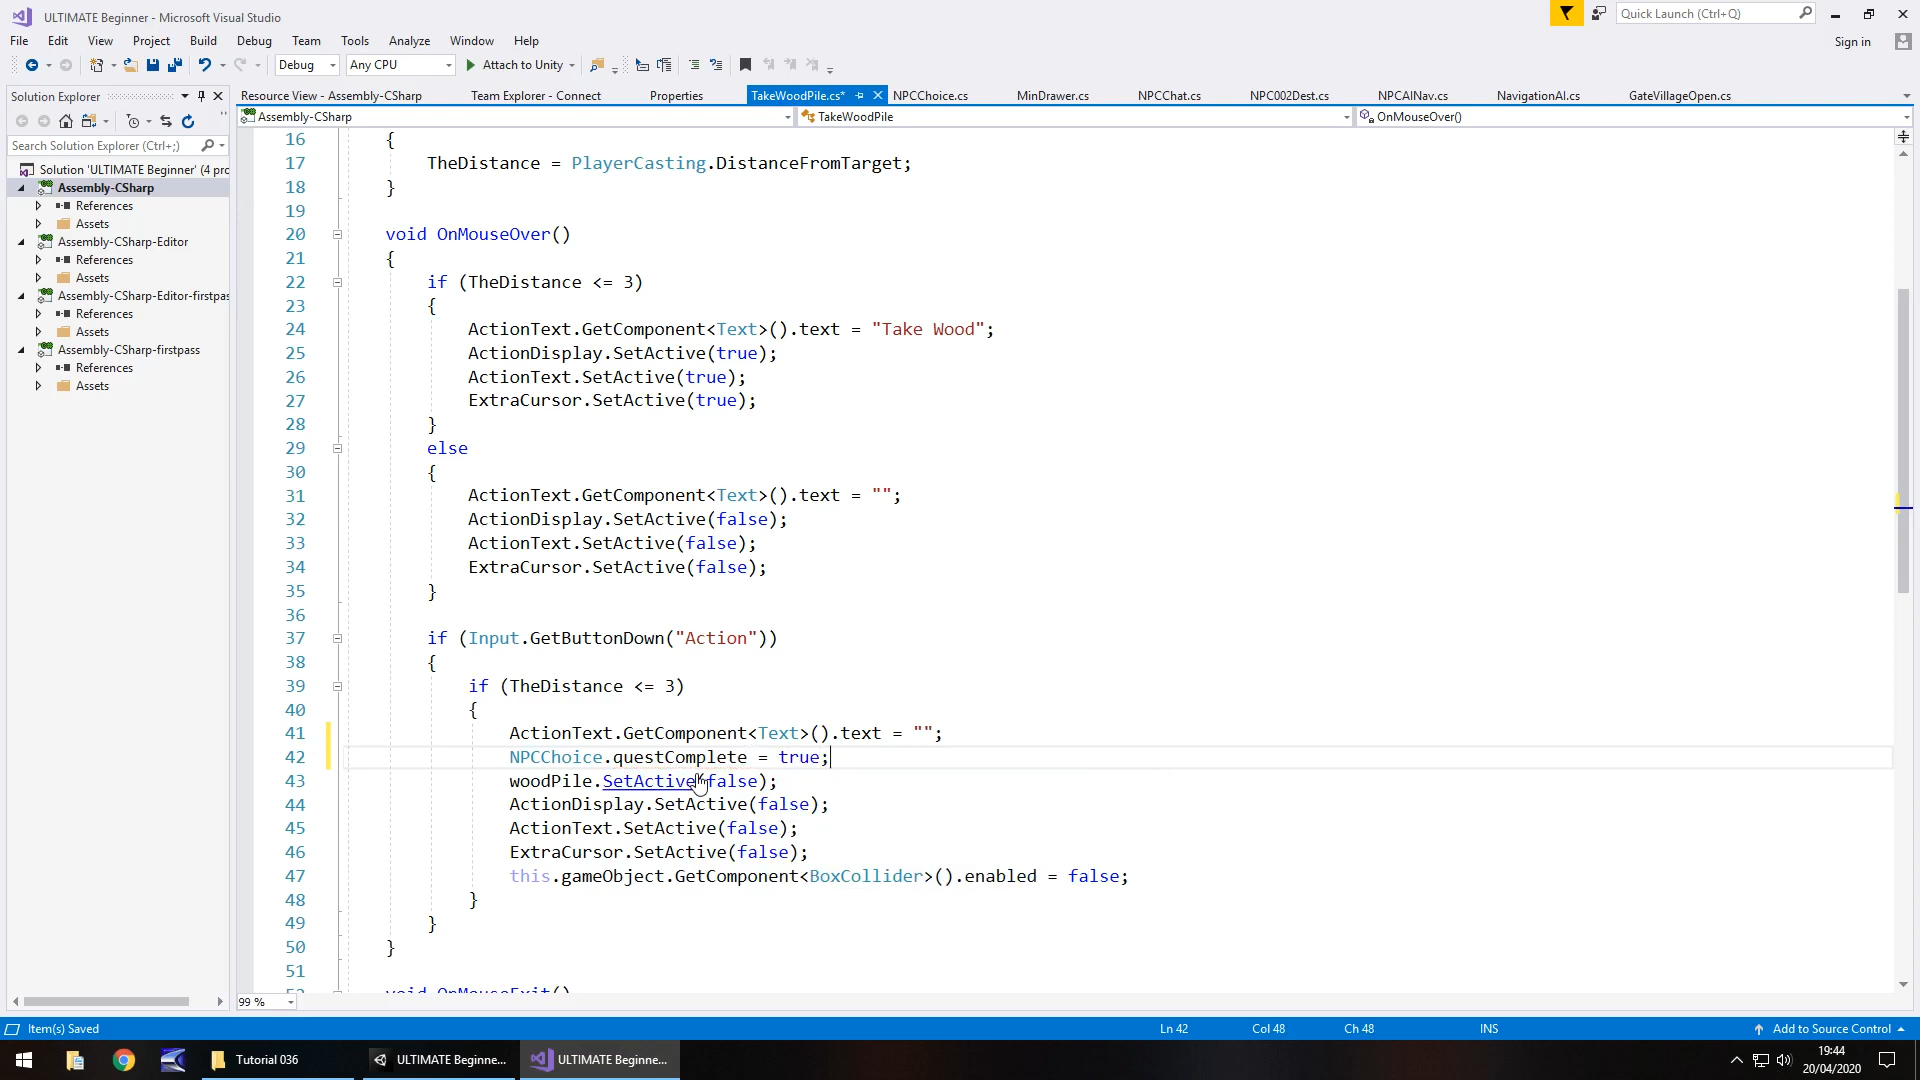 ULTIMATE Beginner - Microsoft Visual Studio
Quick Launch (Ctrl+Q)
File Edit View Project Build Debug Team Tools Analyze Window Help
Sign in
Debug Any CPU Attach to Unity
Solution Explorer
Resource View - Assembly-CSharp Team Explorer - Connect Properties TakeWoodPile.cs* NPCChoice.cs MinDrawer.cs NPCChat.cs NPC002Dest.cs NPCAINav.cs NavigationAI.cs GateVillageOpen.cs
Assembly-CSharp TakeWoodPile OnMouseOver()
Search Solution Explorer (Ctrl+;)
Solution 'ULTIMATE Beginner' (4 pro
Assembly-CSharp
References
Assets
Assembly-CSharp-Editor
References
Assets
Assembly-CSharp-Editor-firstpas
References
Assets
Assembly-CSharp-firstpass
References
Assets
16 {
17 TheDistance = PlayerCasting.DistanceFromTarget;
18 }
19
20 void OnMouseOver()
21 {
22 if (TheDistance <= 3)
23 {
24 ActionText.GetComponent<Text>().text = "Take Wood";
25 ActionDisplay.SetActive(true);
26 ActionText.SetActive(true);
27 ExtraCursor.SetActive(true);
28 }
29 else
30 {
31 ActionText.GetComponent<Text>().text = "";
32 ActionDisplay.SetActive(false);
33 ActionText.SetActive(false);
34 ExtraCursor.SetActive(false);
35 }
36
37 if (Input.GetButtonDown("Action"))
38 {
39 if (TheDistance <= 3)
40 {
41 ActionText.GetComponent<Text>().text = "";
42 NPCChoice.questComplete = true;
43 woodPile.SetActive(false);
44 ActionDisplay.SetActive(false);
45 ActionText.SetActive(false);
46 ExtraCursor.SetActive(false);
47 this.gameObject.GetComponent<BoxCollider>().enabled = false;
48 }
49 }
50 }
51
52 void OnMouseExit()
99 %
Item(s) Saved Ln 42 Col 48 Ch 48 INS Add to Source Control
Tutorial 036 ULTIMATE Beginne... ULTIMATE Beginne...
19:44
20/04/2020